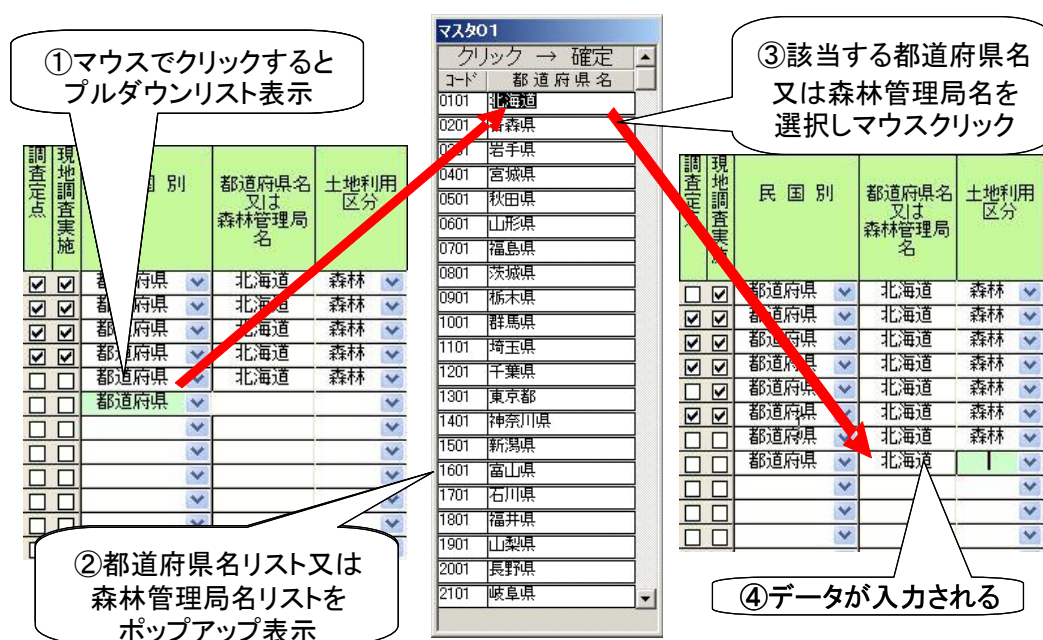 ①マウスでクリックすると
プルダウンリスト表示
調査定点
現地調査実施
別
都道府県名
又は
森林管理局
名
土地利用
区分
府県 北海道 森林
府県 北海道 森林
都道府県 北海道 森林
都道府県 北海道 森林
都道府県 北海道 森林
都道府県
②都道府県名リスト又は
森林管理局名リストを
ポップアップ表示
マスタ01
クリック → 確定
コード 都道府県名
0101 北海道
0201 青森県
岩手県
0401 宮城県
0501 秋田県
0601 山形県
0701 福島県
0801 茨城県
0901 栃木県
1001 群馬県
1101 埼玉県
1201 千葉県
1301 東京都
1401 神奈川県
1501 新潟県
1601 富山県
1701 石川県
1801 福井県
1901 山梨県
2001 長野県
2101 岐阜県
③該当する都道府県名
又は森林管理局名を
選択しマウスクリック
調査定
現地調査実
民国別
都道府県名
又は
森林管理局
名
土地利用
区分
都道府県 北海道 森林
都道府県 北海道 森林
都道府県 北海道 森林
都道府県 北海道 森林
都道府県 北海道 森林
都道府県 北海道 森林
都道府県 北海道 森林
都道府県 北海道
④データが入力される